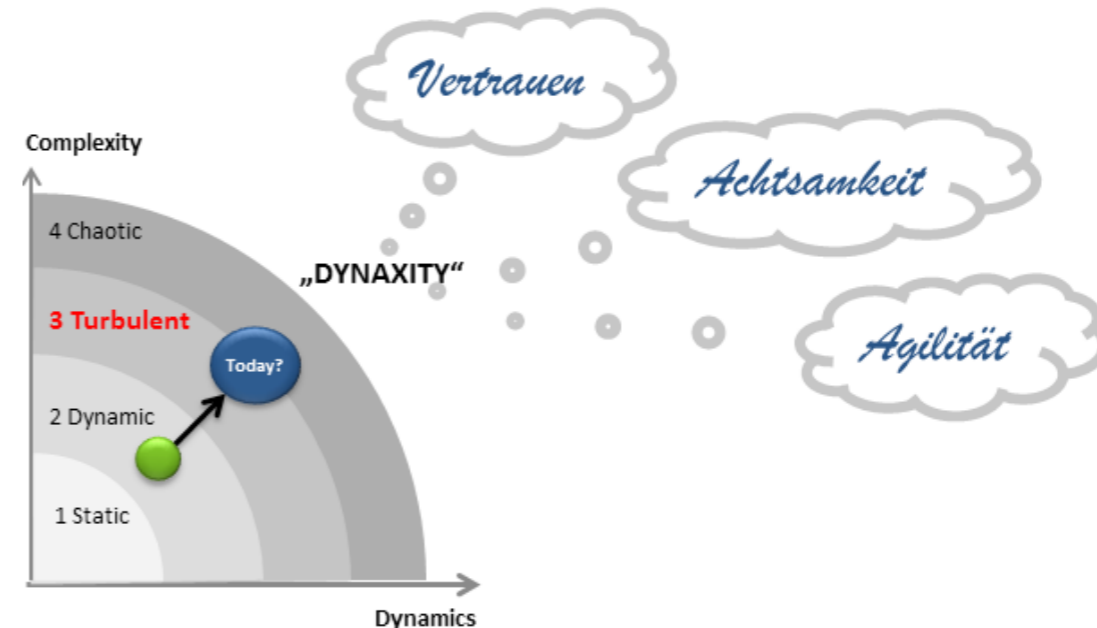 Vertrauen
Complexity
Achtsamkeit
4 Chaotic
„DYNAXITY“
3 Turbulent
Agilität
Today?
2 Dynamic
1 Static
Dynamics